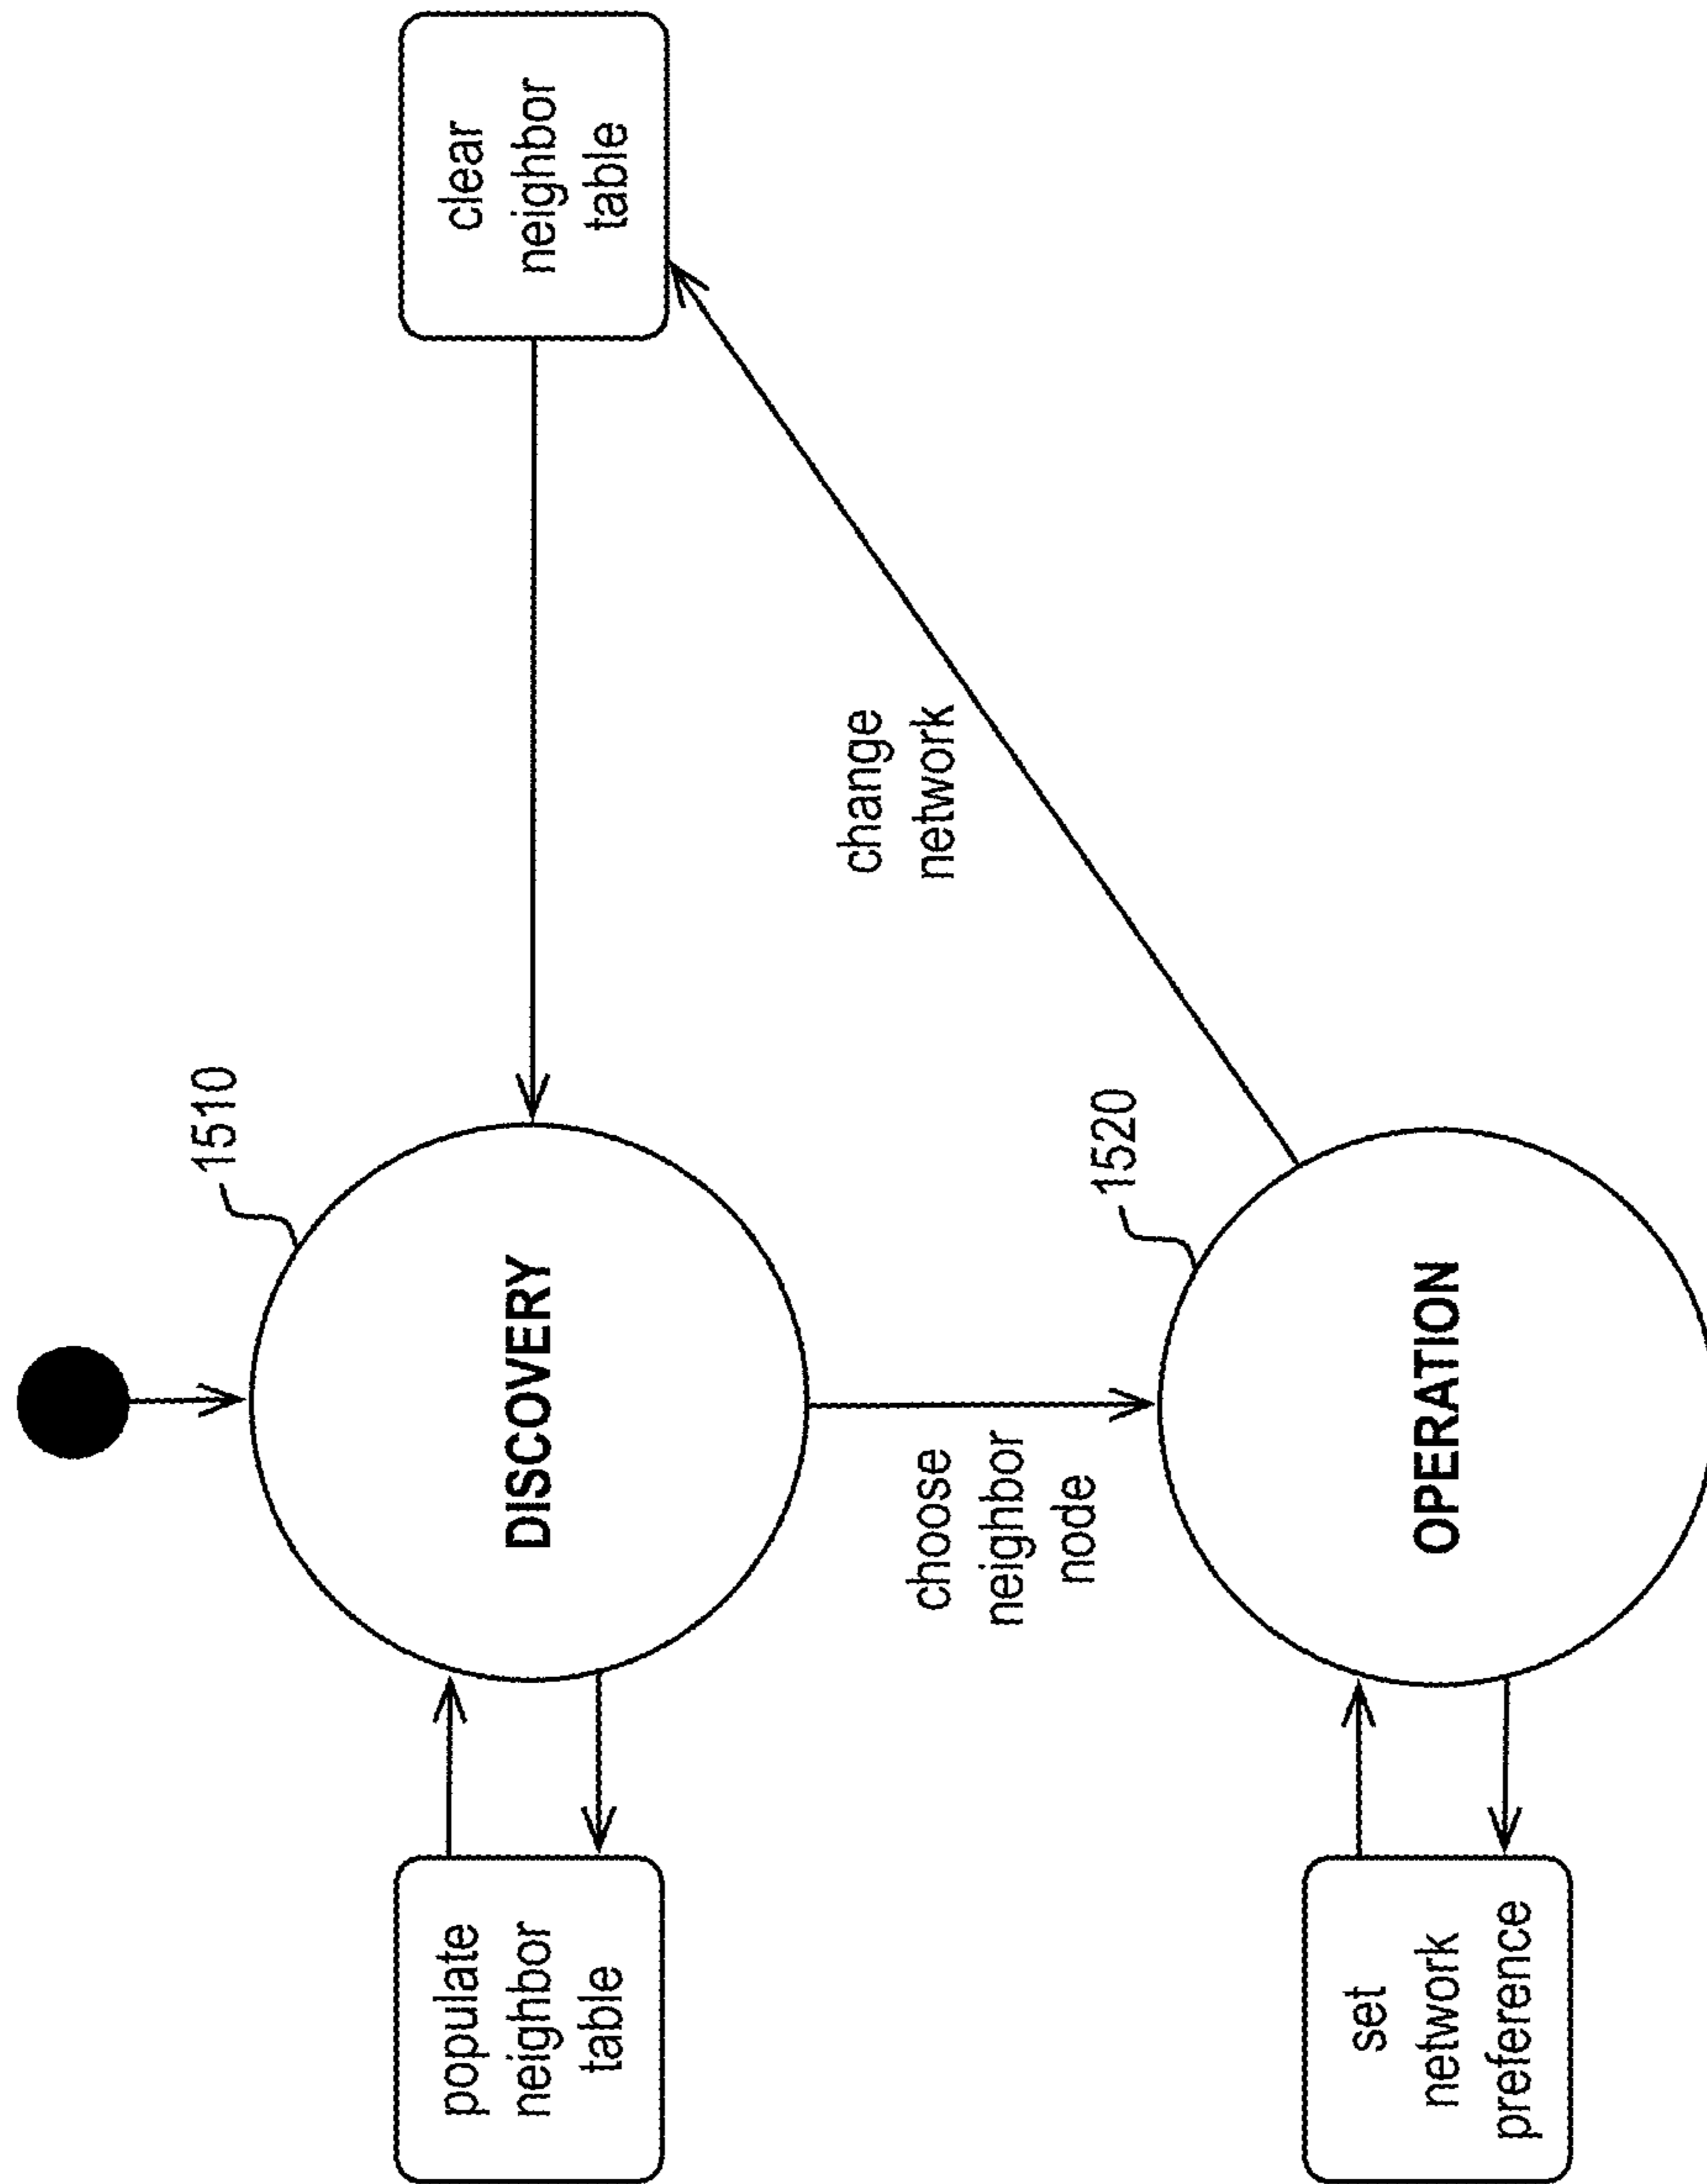 1510
DISCOVERY
populate
neighbor
table
clear
neighbor
table
choose
neighbor
node
change
network
1520
OPERATION
set
network
preference